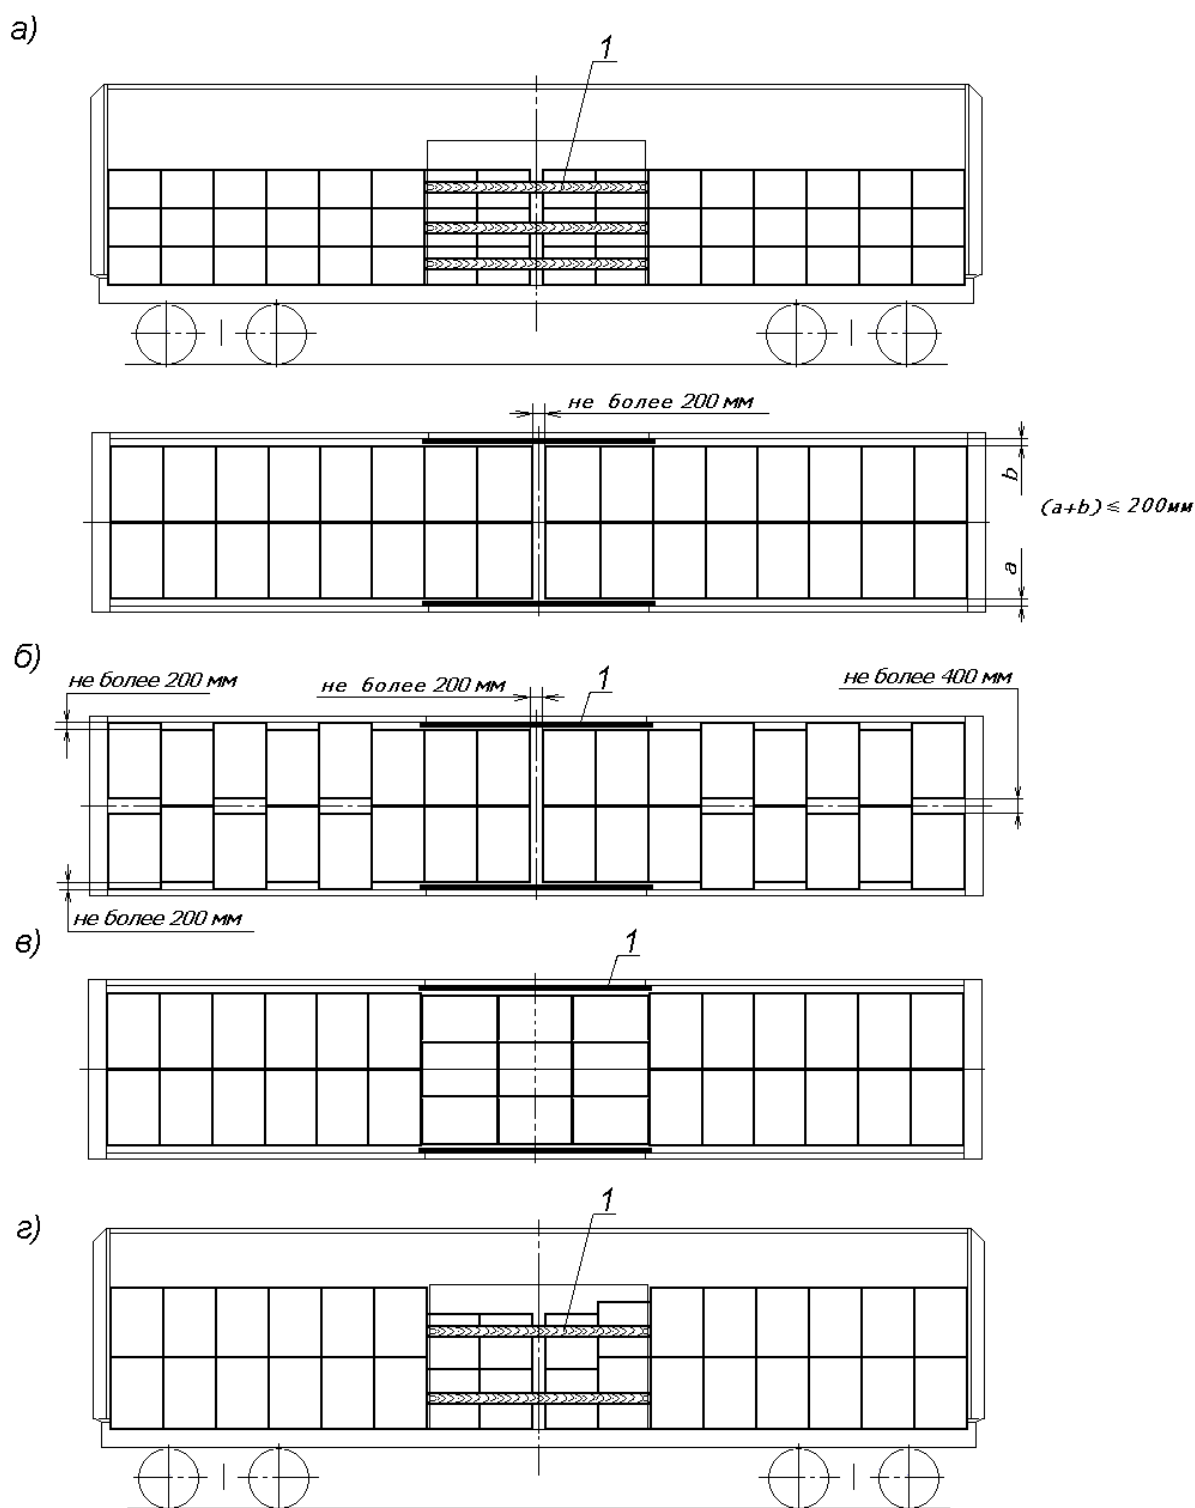 а)
1
не более 200 мм
b
(a+b) ≤ 200мм
a
б)
не более 200 мм
не более 200 мм
1
не более 400 мм
не более 200 мм
в)
1
г)
1